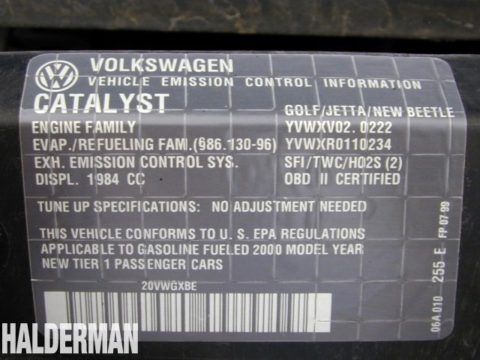 VOLKSWAGEN
VEHICLE EMISSION CONTROL INFORMATION
CATALYST GOLF/JETTA/NEW BEETLE
ENGINE FAMILY YVWXV02.0222
EVAP./REFUELING FAM.(§86.130-96) YVWXR0110234
EXH. EMISSION CONTROL SYS. SFI/TWC/HO2S (2)
DISPL. 1984 CC OBD II CERTIFIED
TUNE UP SPECIFICATIONS: NO ADJUSTMENT NEEDED
THIS VEHICLE CONFORMS TO U.S. EPA REGULATIONS
APPLICABLE TO GASOLINE FUELED 2000 MODEL YEAR
NEW TIER 1 PASSENGER CARS
20VWGXBE
06A.010 255 E FP 07 99
HALDERMAN